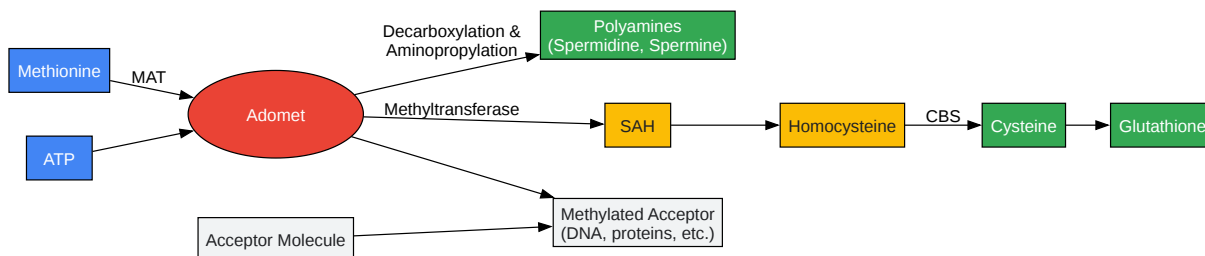 Methionine
MAT
ATP
Adomet
Decarboxylation &
Aminopropylation
Polyamines
(Spermidine, Spermine)
Methyltransferase
SAH
Homocysteine
CBS
Cysteine
Glutathione
Acceptor Molecule
Methylated Acceptor
(DNA, proteins, etc.)